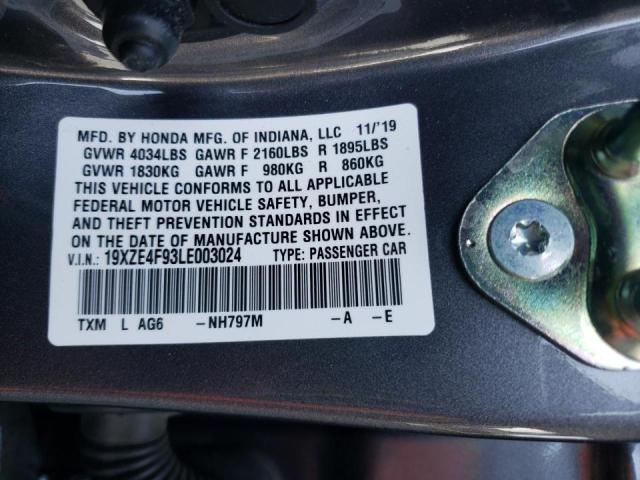 MFD. BY HONDA MFG. OF INDIANA, LLC 11/'19
GVWR 4034LBS GAWR F 2160LBS R 1895LBS
GVWR 1830KG GAWR F 980KG R 860KG
THIS VEHICLE CONFORMS TO ALL APPLICABLE
FEDERAL MOTOR VEHICLE SAFETY, BUMPER,
AND THEFT PREVENTION STANDARDS IN EFFECT
ON THE DATE OF MANUFACTURE SHOWN ABOVE.
V.I.N.: 19XZE4F93LE003024 TYPE: PASSENGER CAR
TXM L AG6 -NH797M -A -E